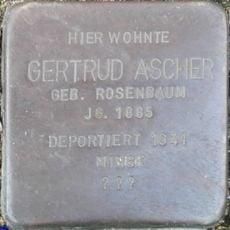 HIER WOHNTE
GERTRUD ASCHER
GEB. ROSENBAUM
JG. 1885
DEPORTIERT 1941
MINSK
???